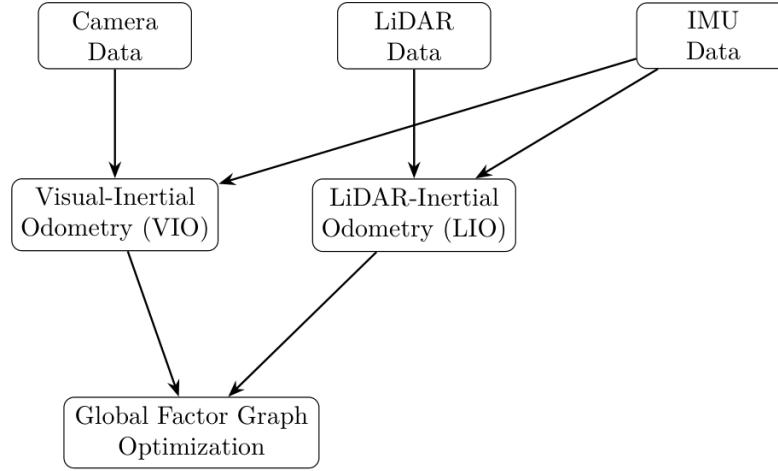 Camera
Data
LiDAR
Data
IMU
Data
Visual-Inertial
Odometry (VIO)
LiDAR-Inertial
Odometry (LIO)
Global Factor Graph
Optimization